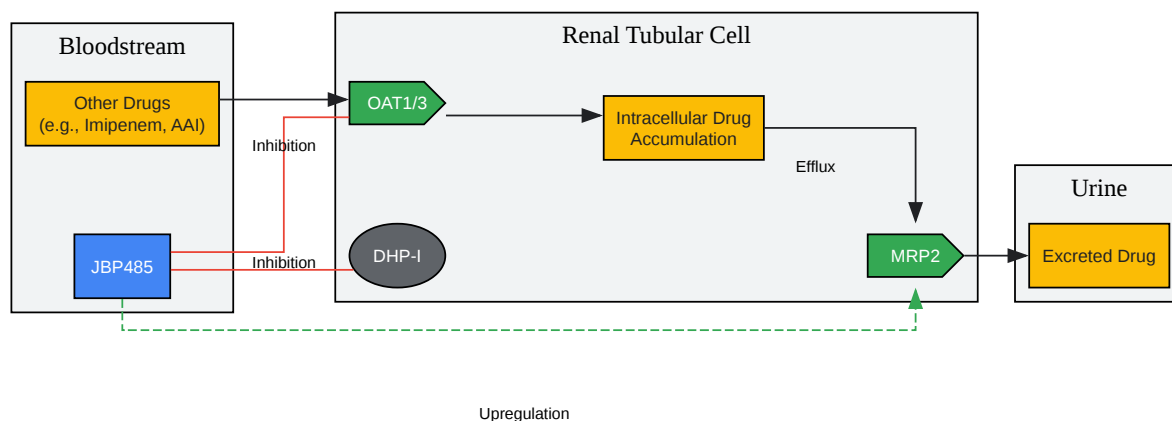 Bloodstream
Renal Tubular Cell
Other Drugs
(e.g., Imipenem, AAI)
OAT1/3
Intracellular Drug
Accumulation
Inhibition
Efflux
Urine
JBP485
Inhibition
DHP-I
MRP2
Excreted Drug
Upregulation